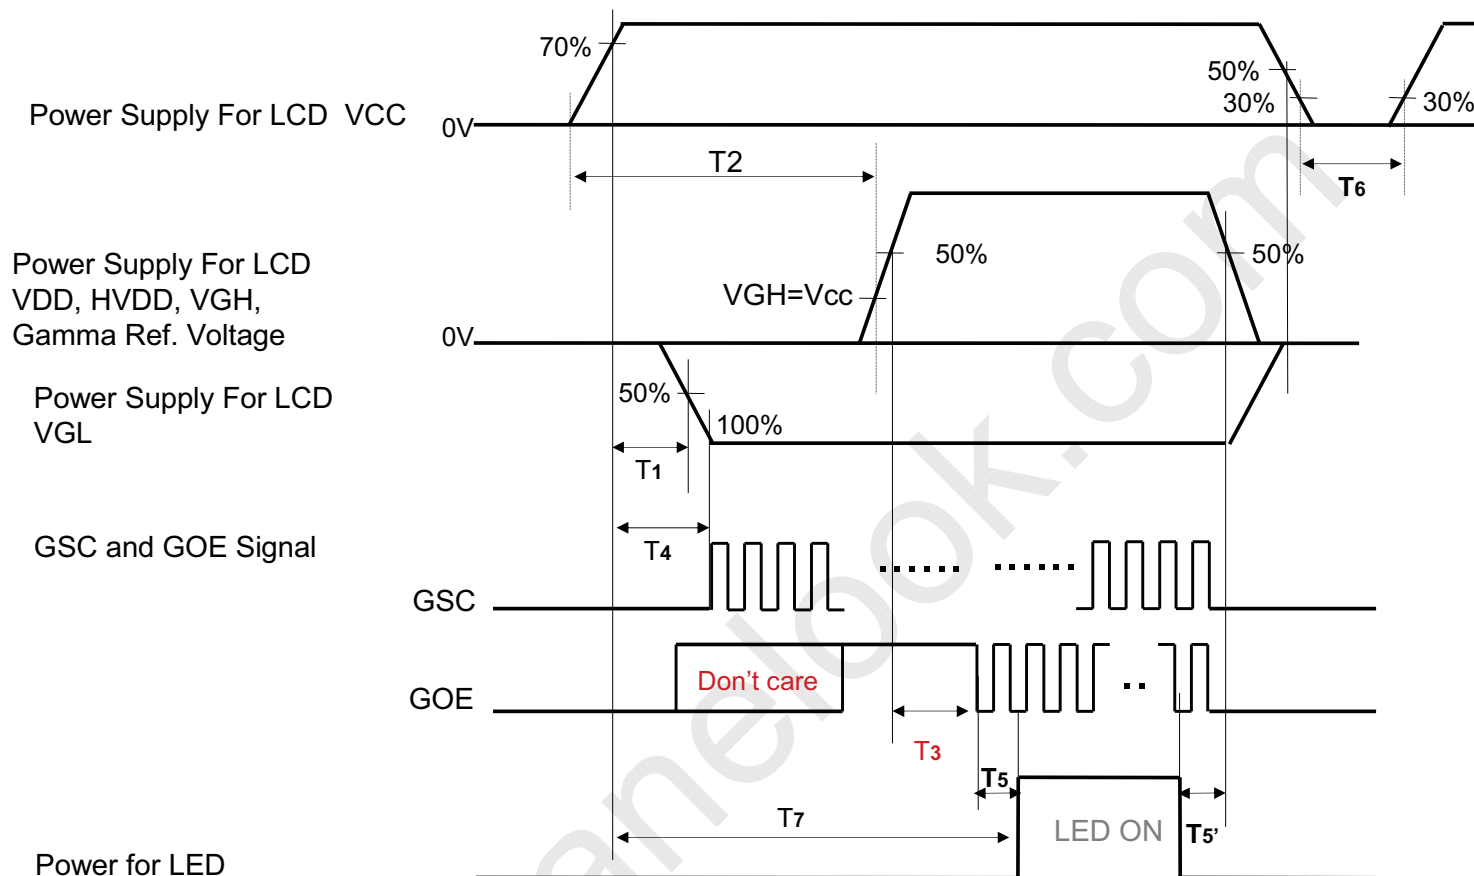 70%
50%
30%
30%
Power Supply For LCD VCC
0V
T2
T6
Power Supply For LCD
VDD, HVDD, VGH,
Gamma Ref. Voltage
50%
50%
VGH=Vcc
0V
Power Supply For LCD
VGL
50%
100%
T1
GSC and GOE Signal
T4
GSC
Don't care
GOE
T3
T5
T7
LED ON
T5'
Power for LED
anelook.com